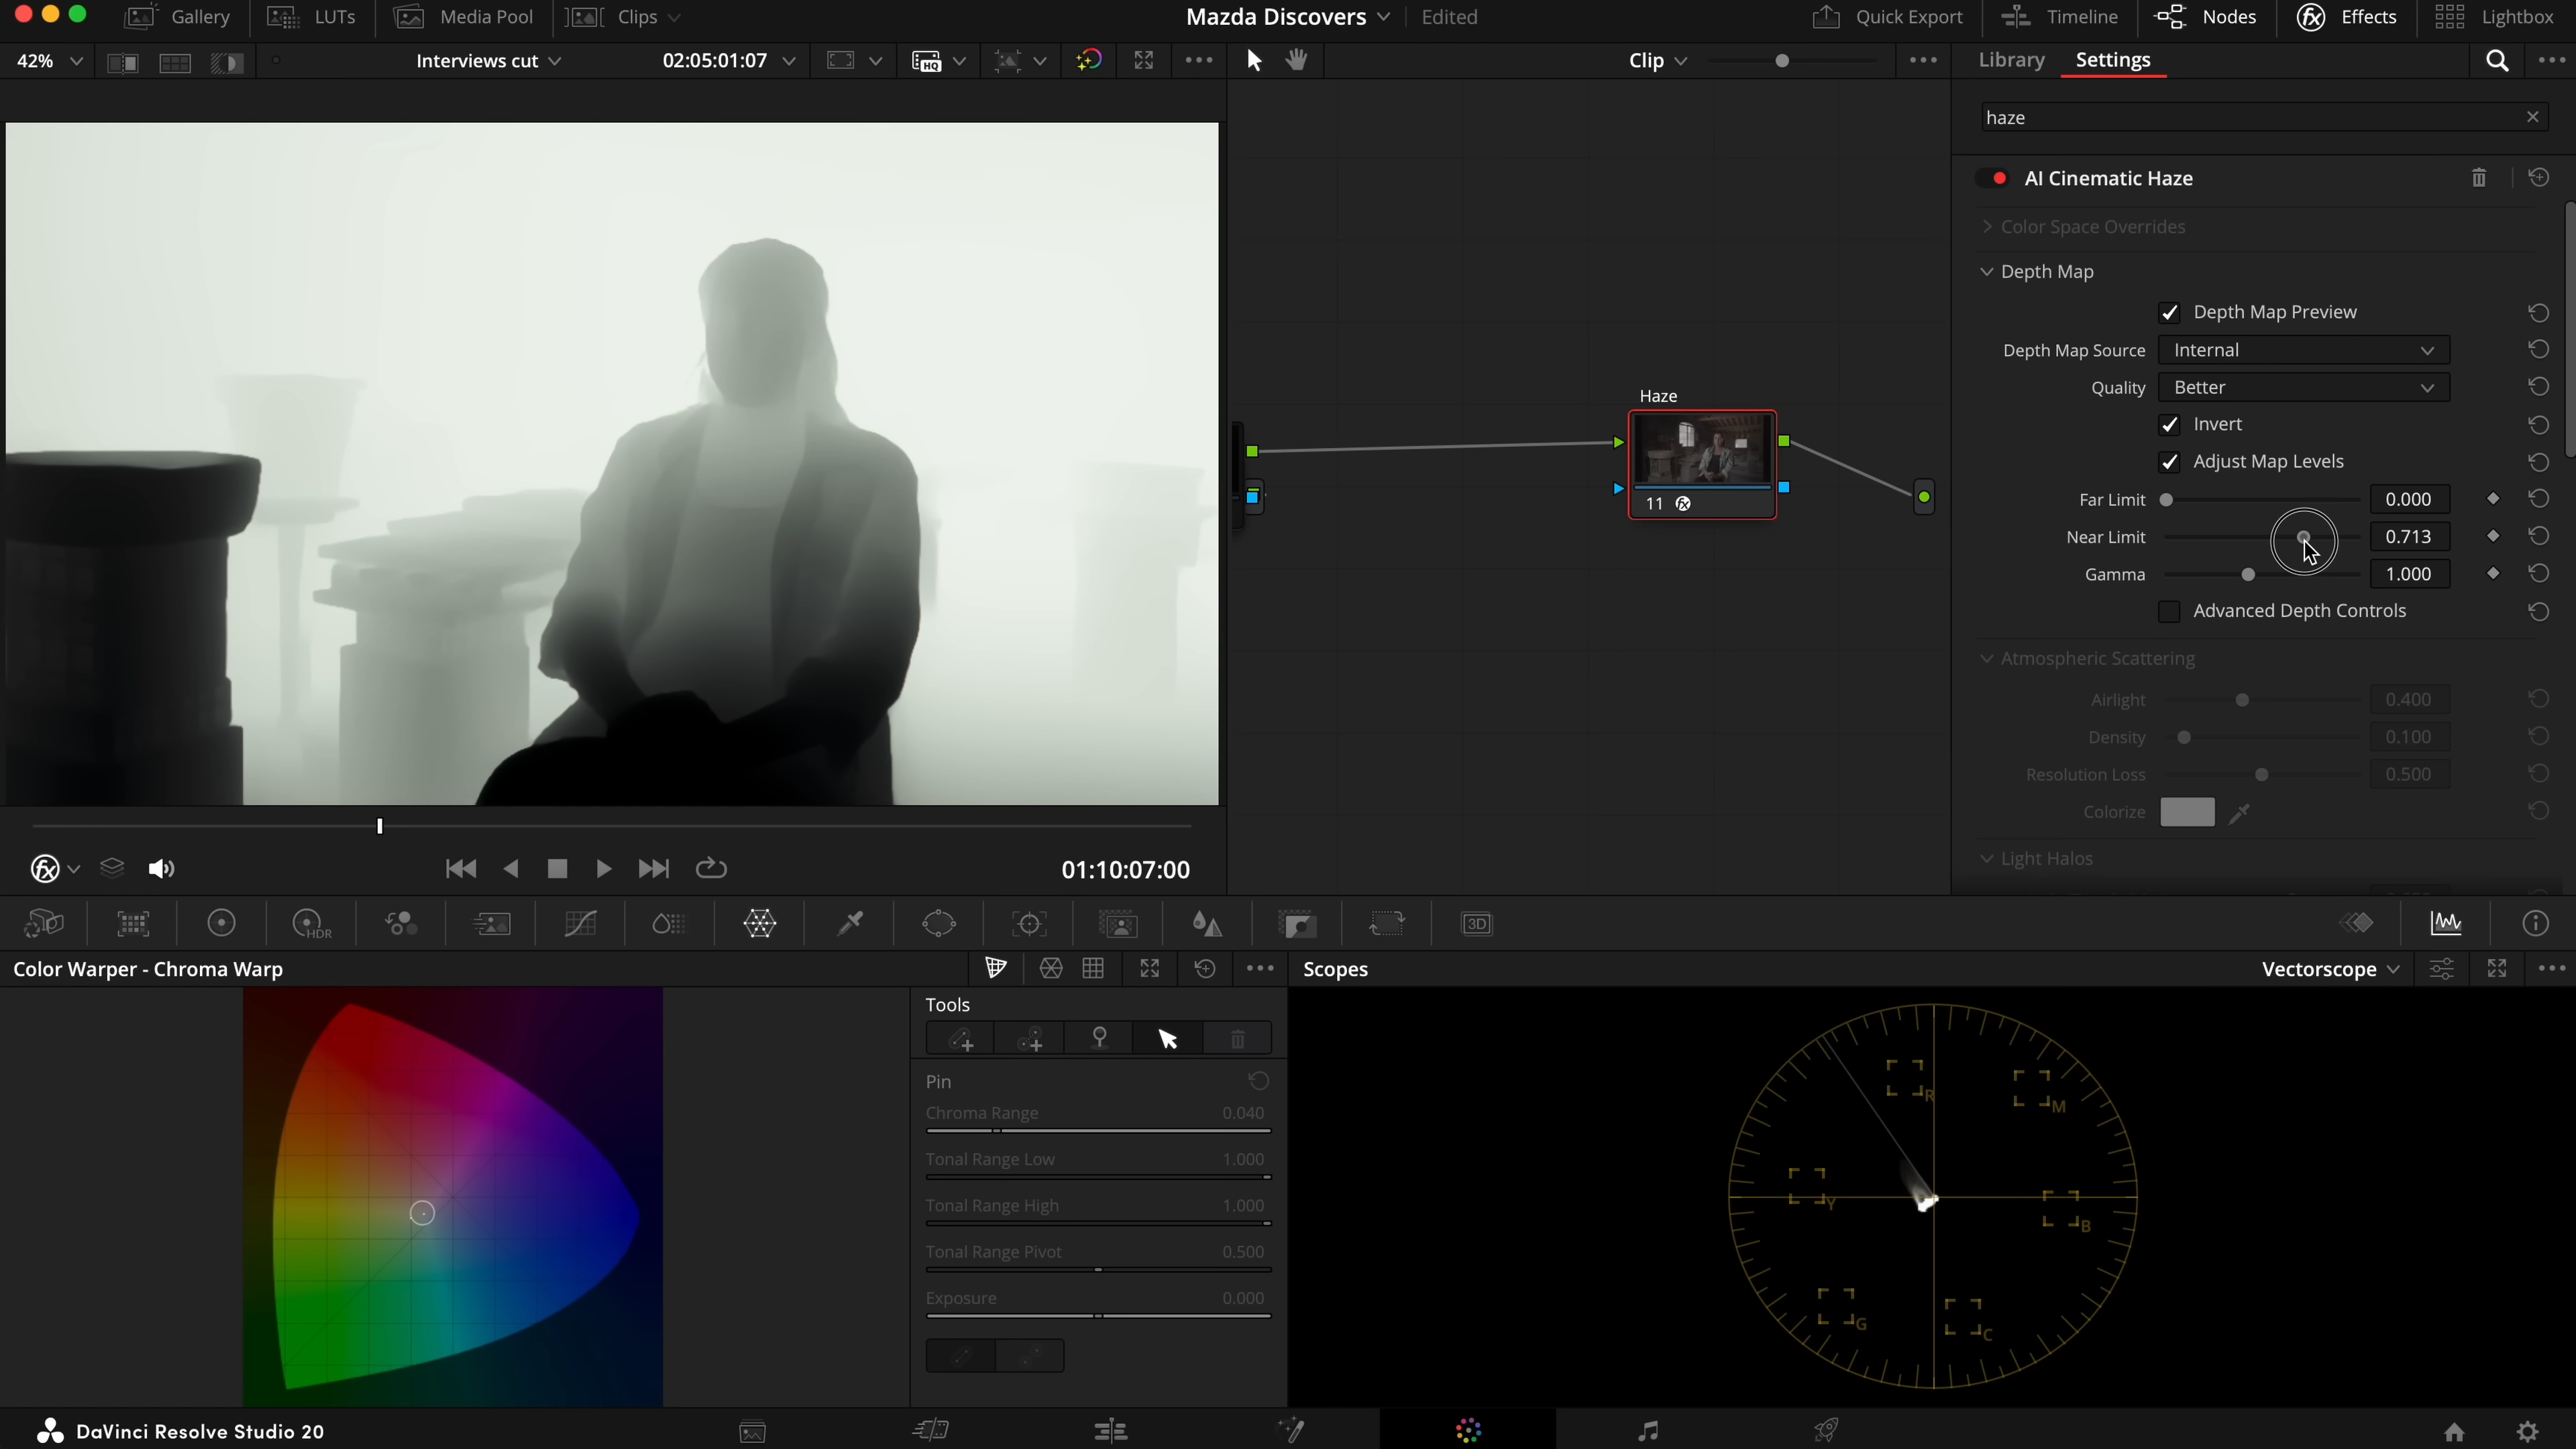 Gallery LUTs Media Pool Clips Mazda Discovers Edited Quick Export Timeline Nodes Effects Lightbox
42% Interviews cut 02:05:01:07 HQ Clip Library Settings
haze
AI Cinematic Haze
Color Space Overrides
Depth Map
Depth Map Preview
Depth Map Source Internal
Quality Better
Invert
Adjust Map Levels
Far Limit 0.000
Near Limit 0.713
Gamma 1.000
Advanced Depth Controls
Atmospheric Scattering
Airlight 0.400
Density 0.100
Resolution Loss 0.500
Colorize
Light Halos
Haze
11 fx
fx 01:10:07:00
HDR 3D
Color Warper - Chroma Warp
Tools
Pin
Chroma Range 0.040
Tonal Range Low 1.000
Tonal Range High 1.000
Tonal Range Pivot 0.500
Exposure 0.000
Scopes Vectorscope
R
M
Y
B
G
C
DaVinci Resolve Studio 20